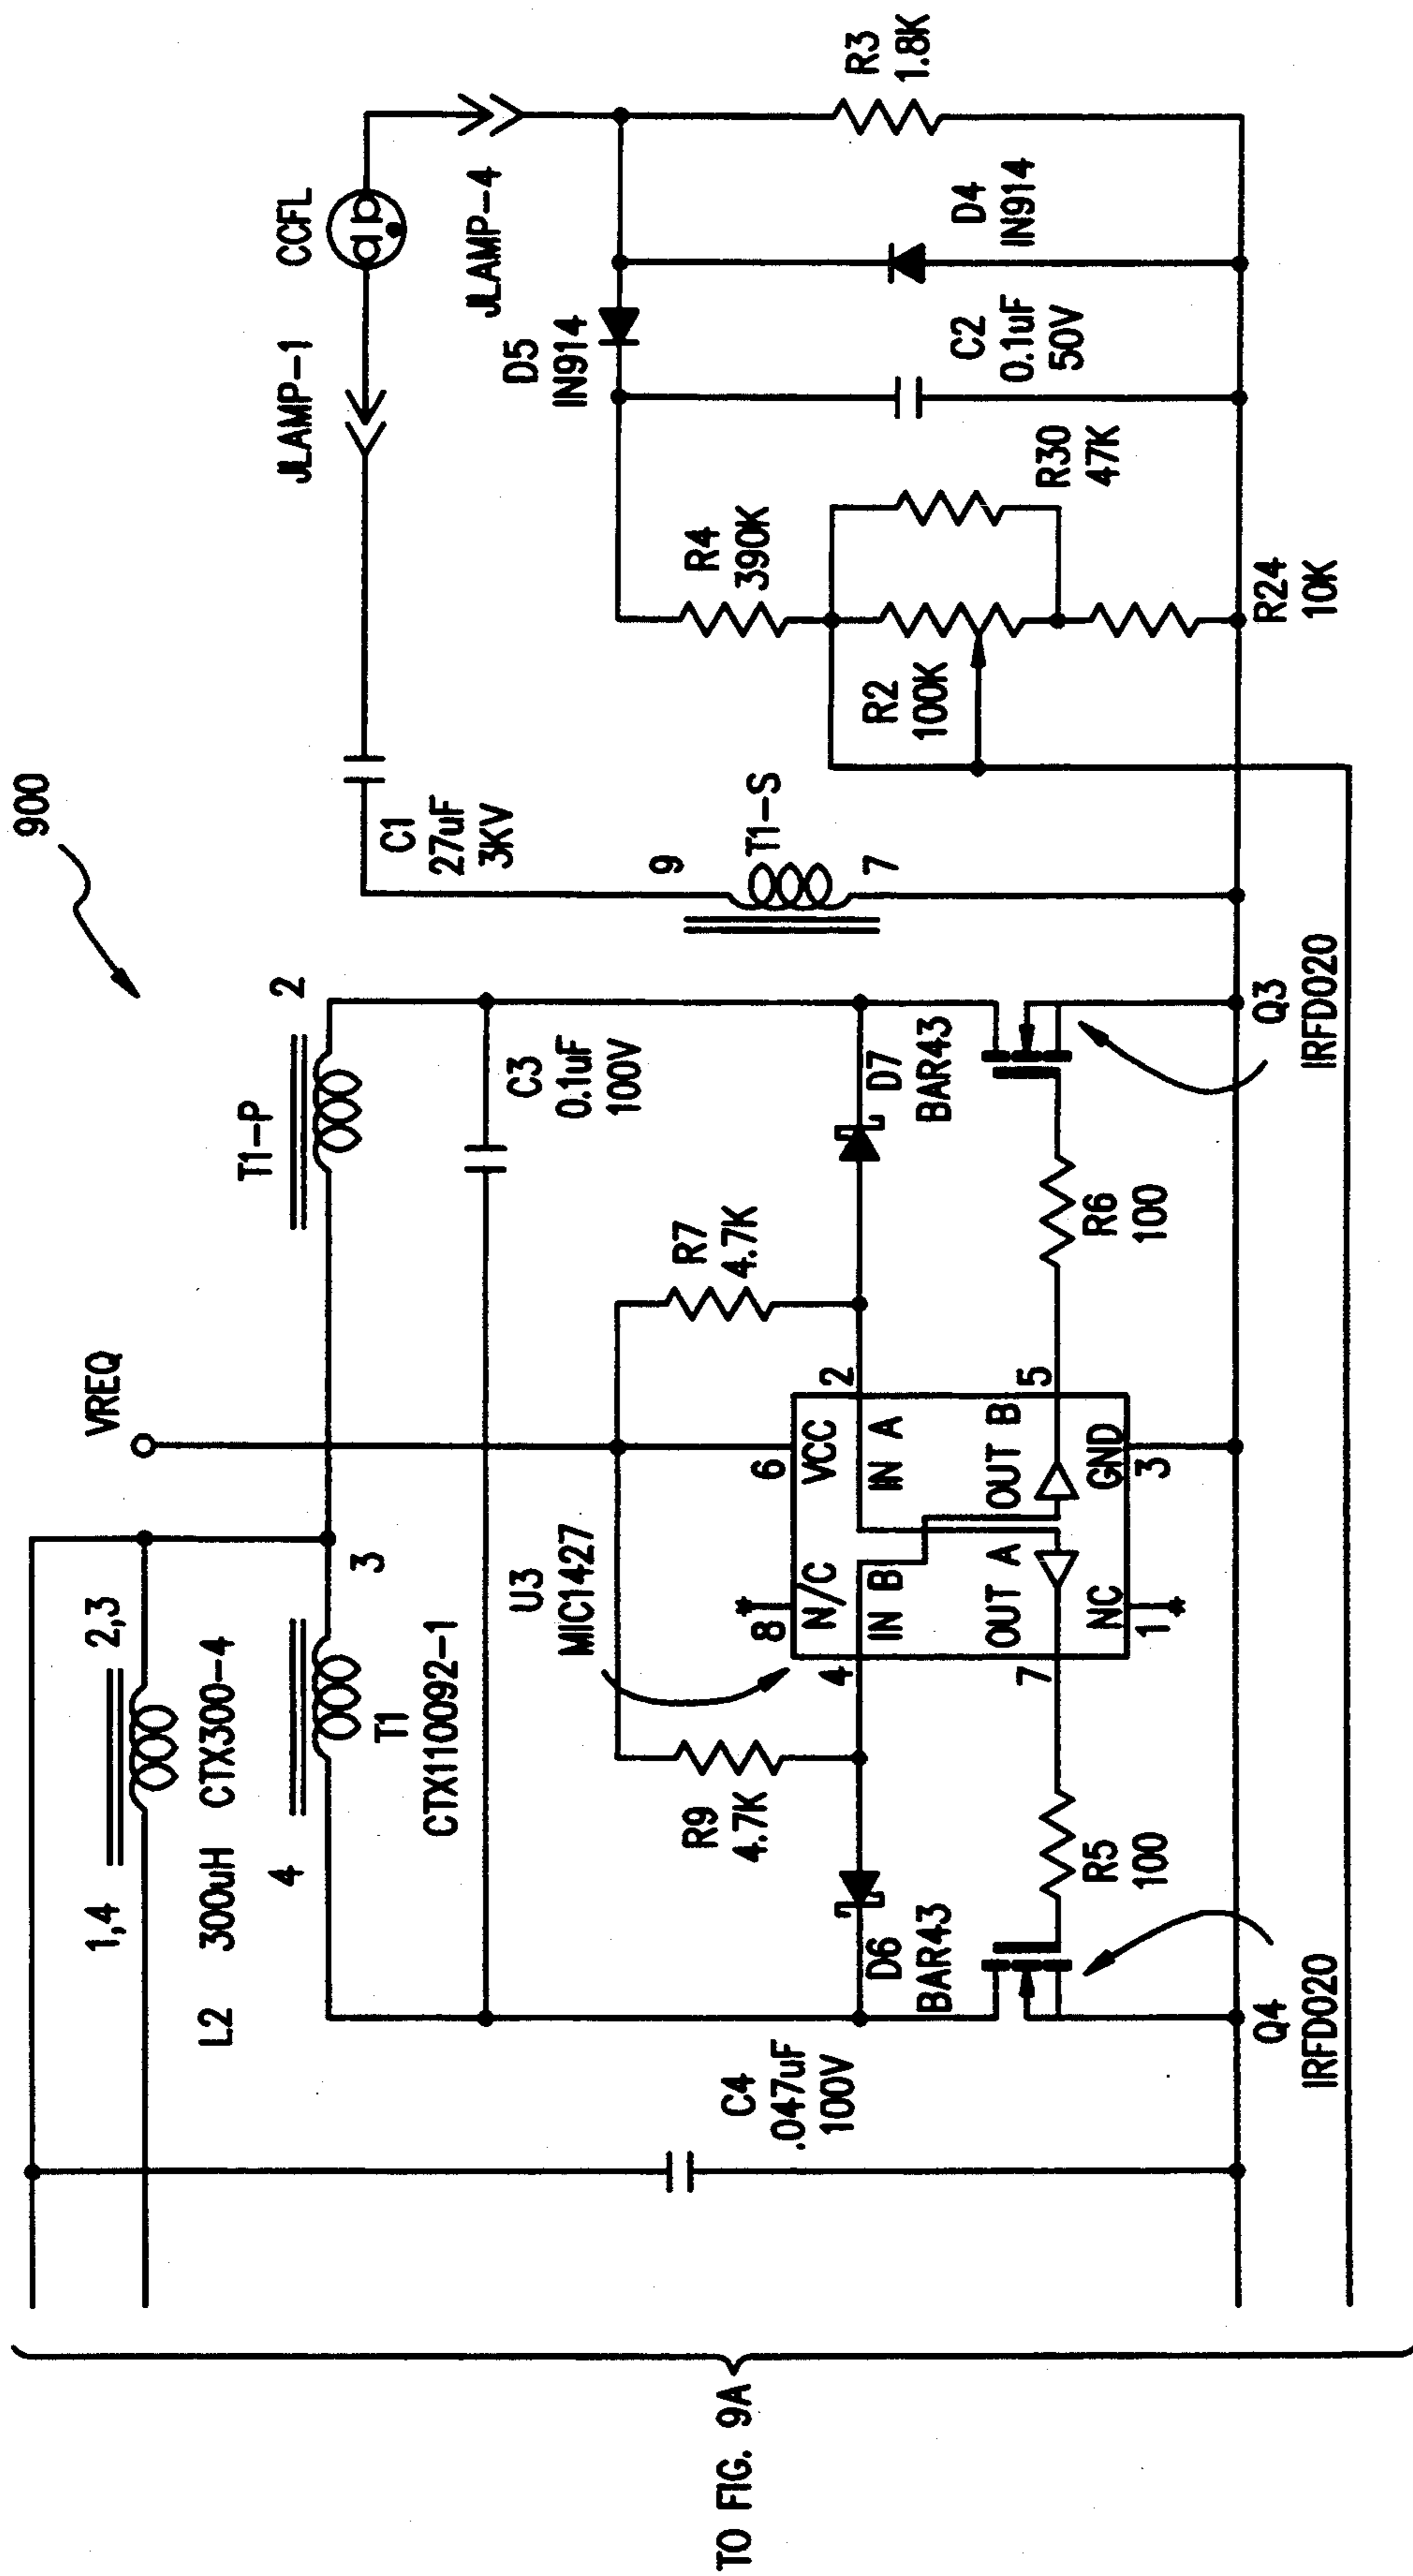 900
TO FIG. 9A
1,4
2,3
L2 300uH CTX300-4
VREQ
4
3
T1-P
2
T1
CTX110092-1
C3
0.1uF
100V
C4
.047uF
100V
U3
MIC1427
R9
4.7K
R7
4.7K
8
6
N/C
VCC
4
2
IN B
IN A
OUT A
OUT B
7
5
NC
GND
1
3
D6
BAR43
D7
BAR43
R5
100
R6
100
Q4
IRFD020
Q3
IRFD020
C1
27uF
3KV
9
T1-S
7
JLAMP-1
CCFL
JLAMP-4
D5
IN914
R4
390K
R2
100K
R30
47K
R24
10K
C2
0.1uF
50V
D4
IN914
R3
1.8K